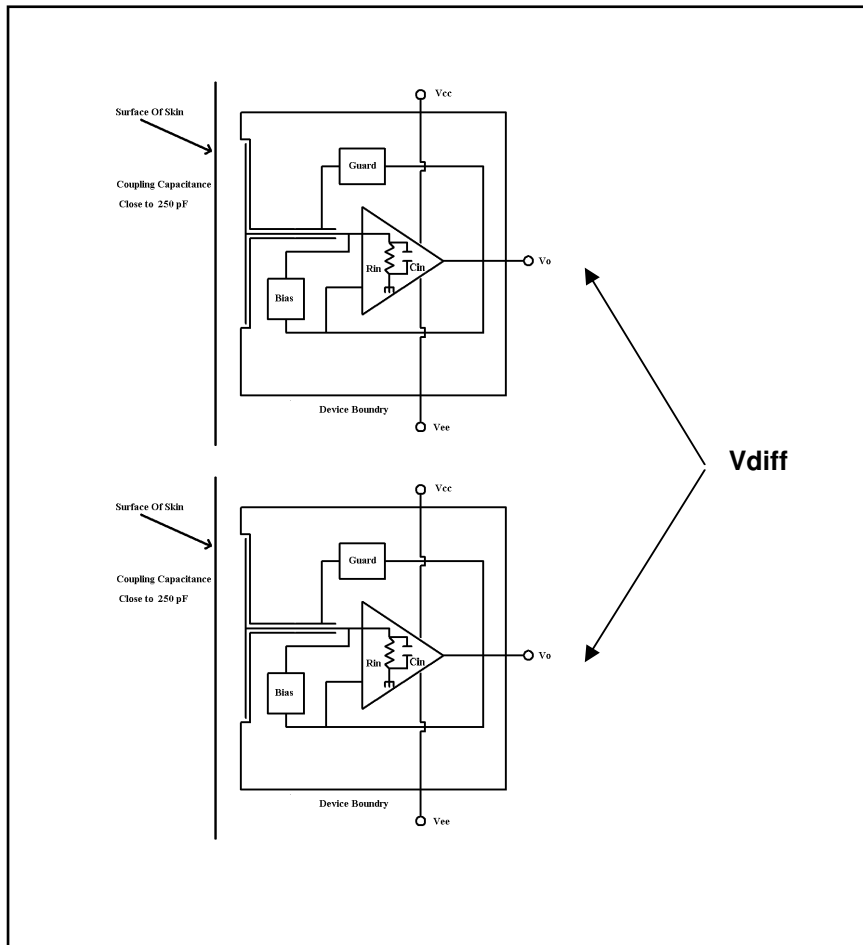 Vcc
Surface Of Skin
Guard
Coupling Capacitance
Close to 250 pF
Rin
Cin
Vo
Bias
Device Boundry
Vee
Vdiff
Vcc
Surface Of Skin
Guard
Coupling Capacitance
Close to 250 pF
Rin
Cin
Vo
Bias
Device Boundry
Vee